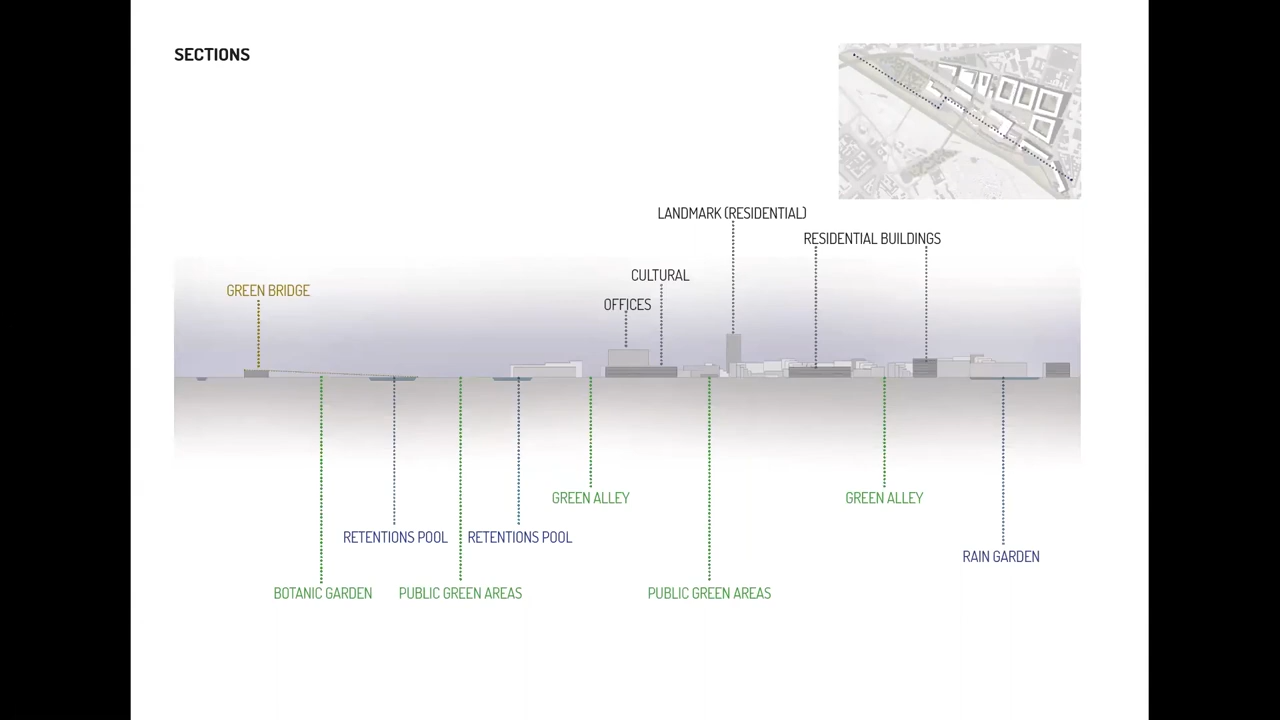 SECTIONS
LANDMARK (RESIDENTIAL)
RESIDENTIAL BUILDINGS
CULTURAL
GREEN BRIDGE
OFFICES
GREEN ALLEY
GREEN ALLEY
RETENTIONS POOL
RETENTIONS POOL
RAIN GARDEN
BOTANIC GARDEN
PUBLIC GREEN AREAS
PUBLIC GREEN AREAS